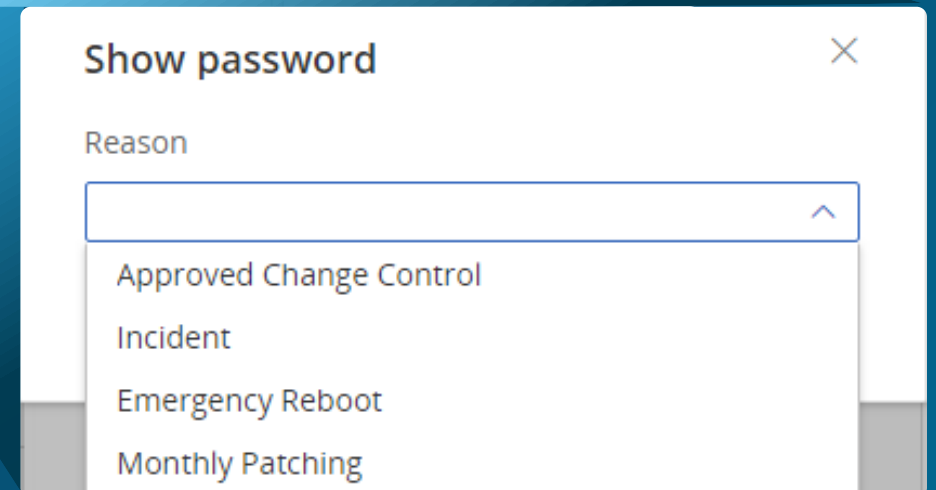 Show password
Reason
Approved Change Control
Incident
Emergency Reboot
Monthly Patching